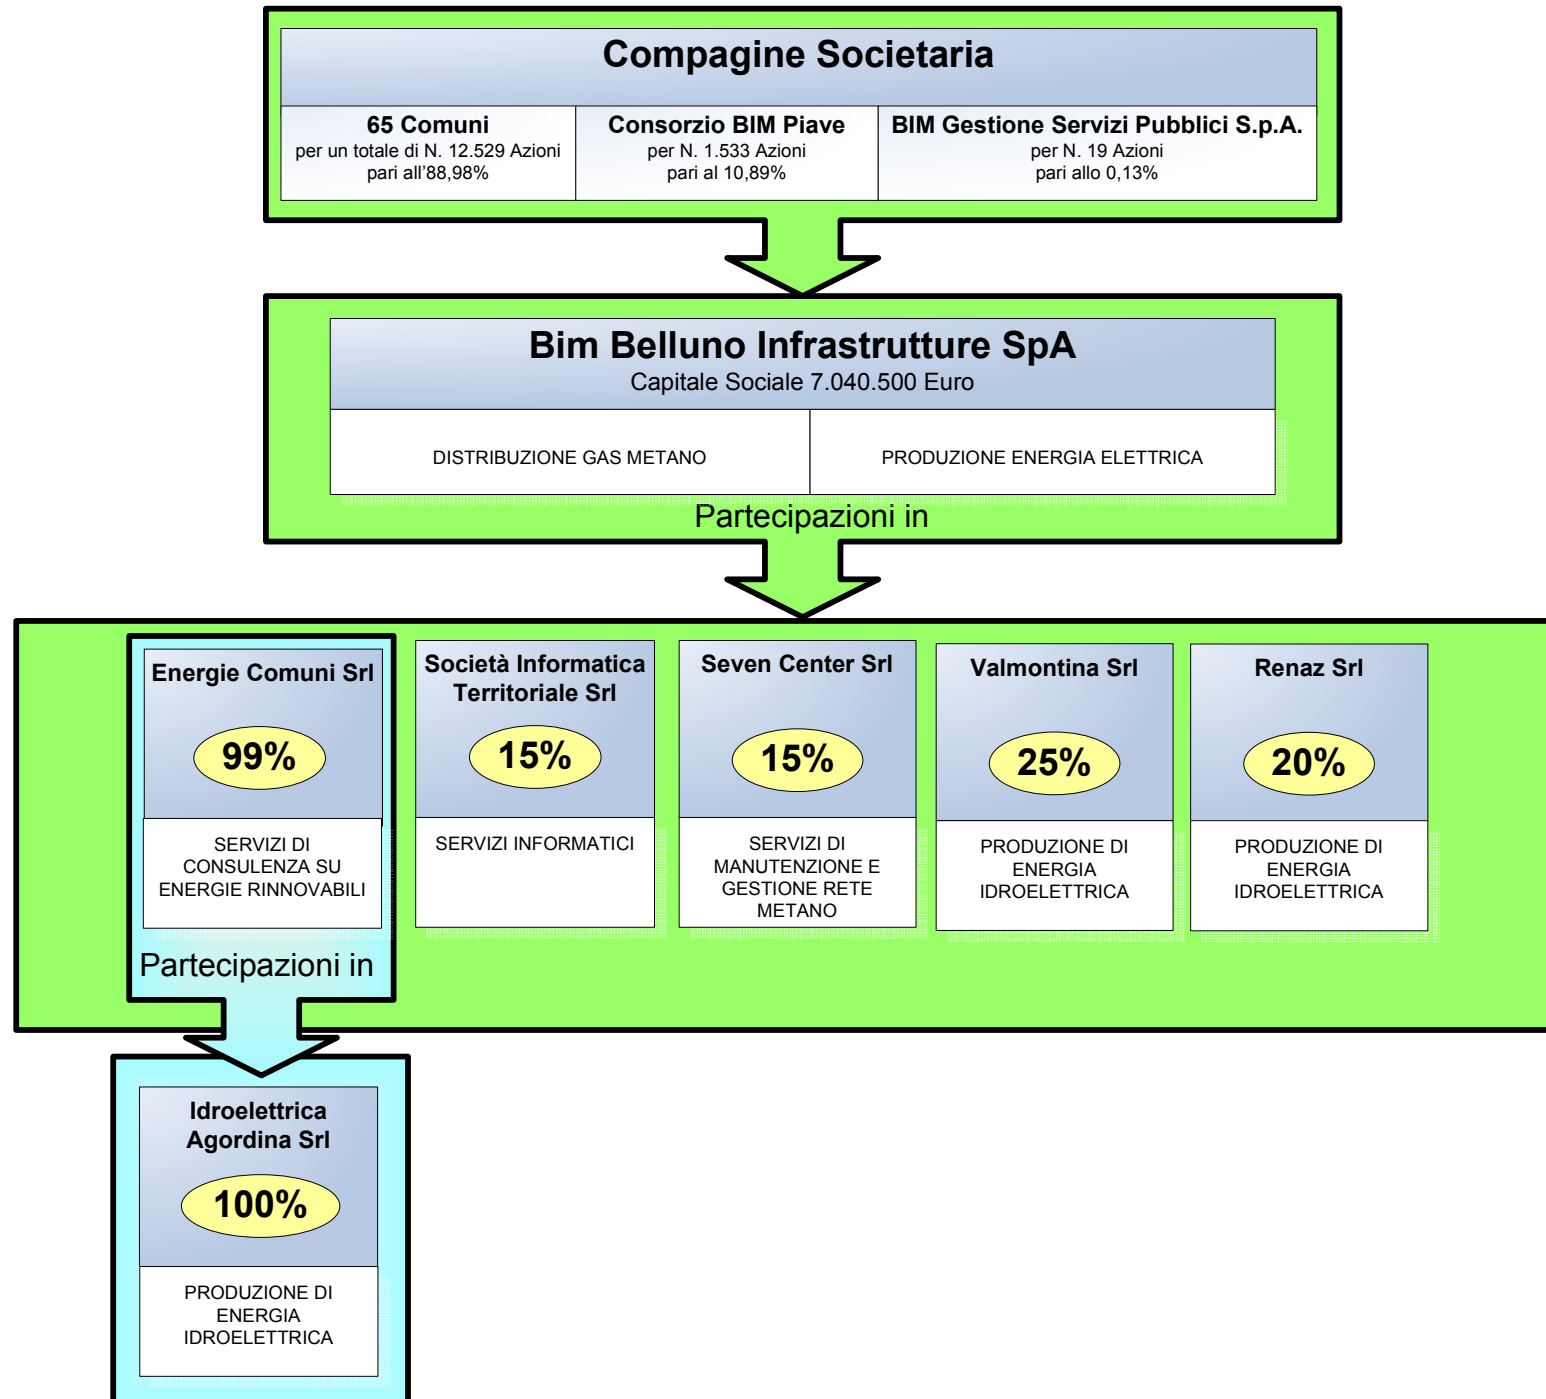 Compagine Societaria
65 Comuni
per un totale di N. 12.529 Azioni
pari all'88,98%
Consorzio BIM Piave
per N. 1.533 Azioni
pari al 10,89%
BIM Gestione Servizi Pubblici S.p.A.
per N. 19 Azioni
pari allo 0,13%
Bim Belluno Infrastrutture SpA
Capitale Sociale 7.040.500 Euro
DISTRIBUZIONE GAS METANO
PRODUZIONE ENERGIA ELETTRICA
Partecipazioni in
Energie Comuni Srl
99%
SERVIZI DI
CONSULENZA SU
ENERGIE RINNOVABILI
Società Informatica
Territoriale Srl
15%
SERVIZI INFORMATICI
Seven Center Srl
15%
SERVIZI DI
MANUTENZIONE E
GESTIONE RETE
METANO
Valmontina Srl
25%
PRODUZIONE DI
ENERGIA
IDROELETTRICA
Renaz Srl
20%
PRODUZIONE DI
ENERGIA
IDROELETTRICA
Partecipazioni in
Idroelettrica
Agordina Srl
100%
PRODUZIONE DI
ENERGIA
IDROELETTRICA